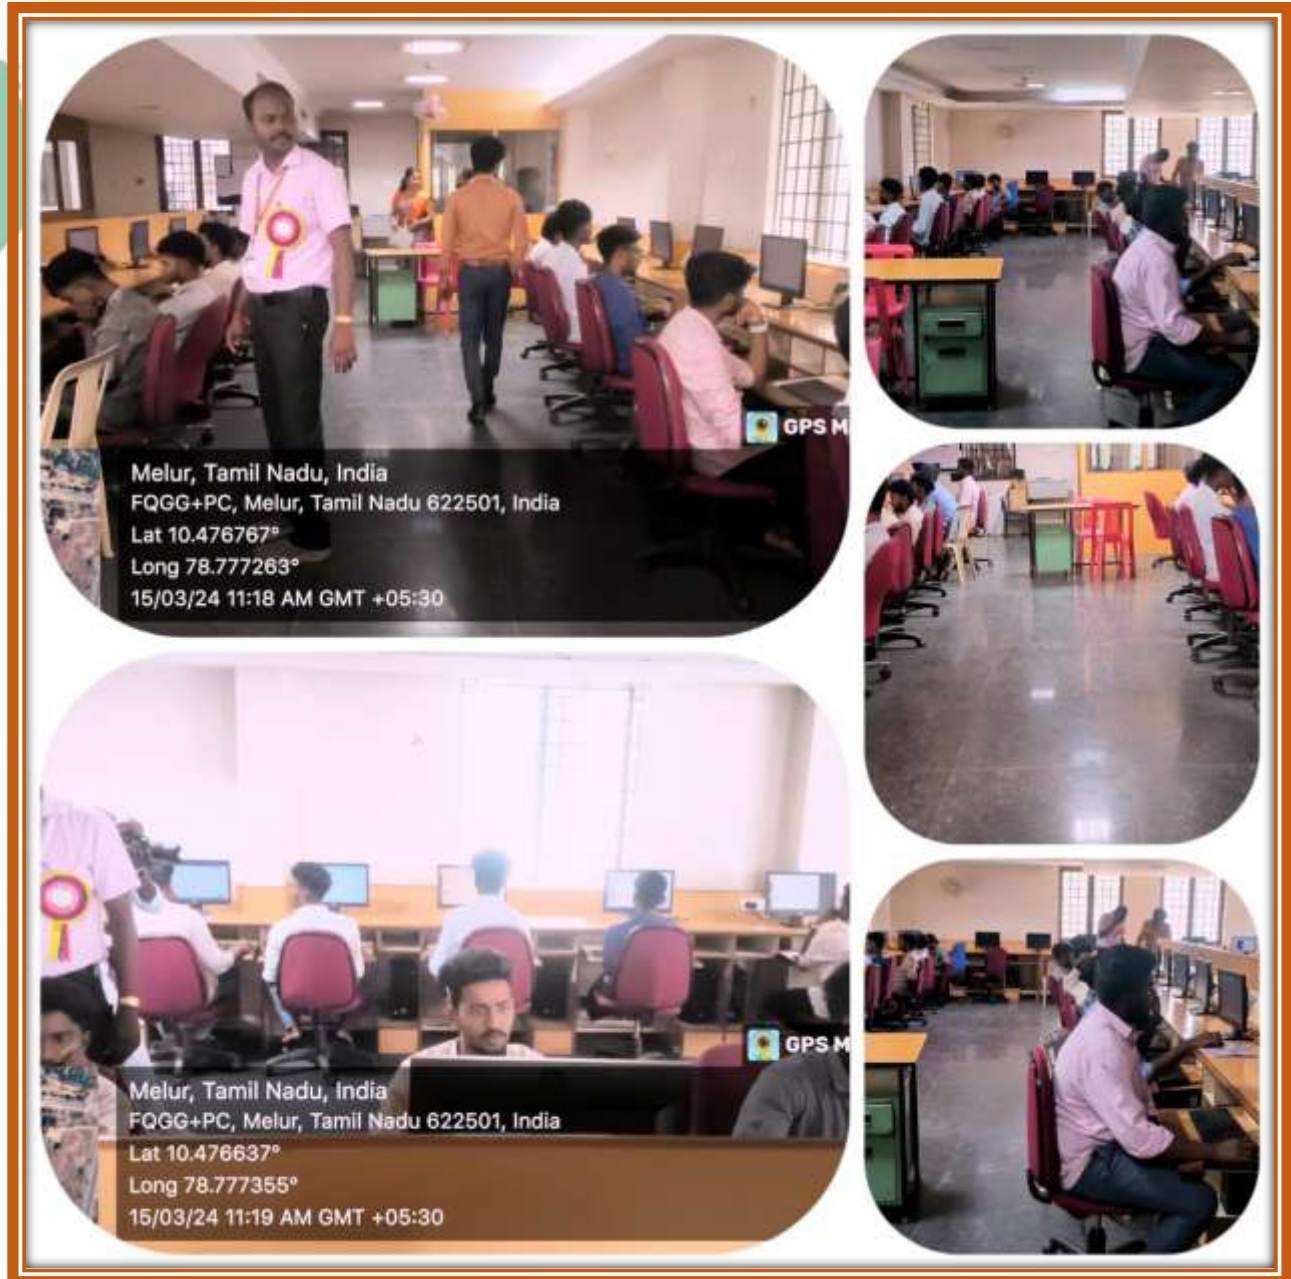 GPS M
Melur, Tamil Nadu, India
FQGG+PC, Melur, Tamil Nadu 622501, India
Lat 10.476767°
Long 78.777263°
15/03/24 11:18 AM GMT +05:30
GPS M
Melur, Tamil Nadu, India
FQGG+PC, Melur, Tamil Nadu 622501, India
Lat 10.476637°
Long 78.777355°
15/03/24 11:19 AM GMT +05:30